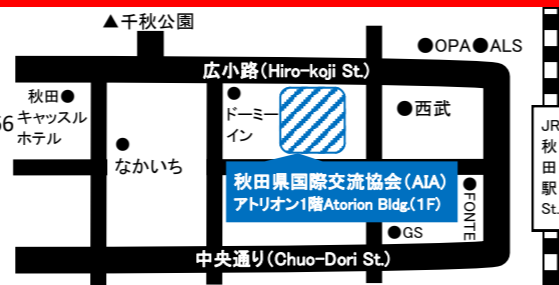 ▲千秋公園
●OPA●ALS
広小路(Hiro-koji St.)
秋田●
キャッスル
ホテル
66
●
なかいち
●
ドーミー
イン
●西武
JR
秋
田
駅
St.
秋田県国際交流協会(AIA)
アトリオン1階Atorion Bldg.(1F)
●FONTE
●GS
中央通り(Chuo-Dori St.)